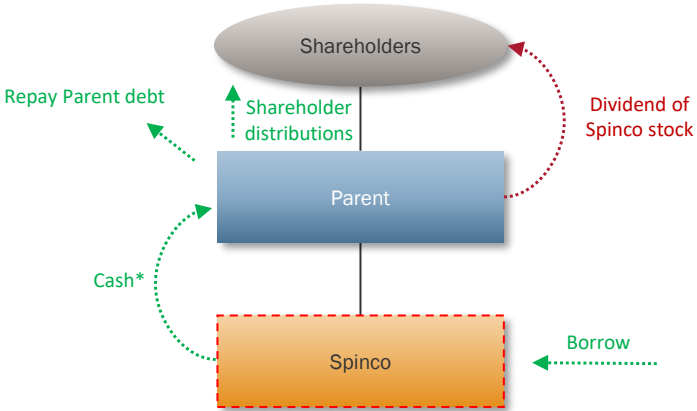 Shareholders
Repay Parent debt
Shareholder
distributions
Dividend of
Spinco stock
Parent
Cash*
Borrow
Spinco